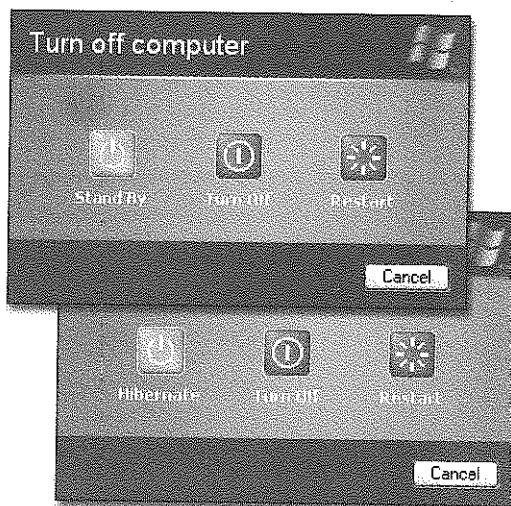 Turn off computer
Stand By Turn Off Restart
Cancel
Hibernate Turn Off Restart
Cancel